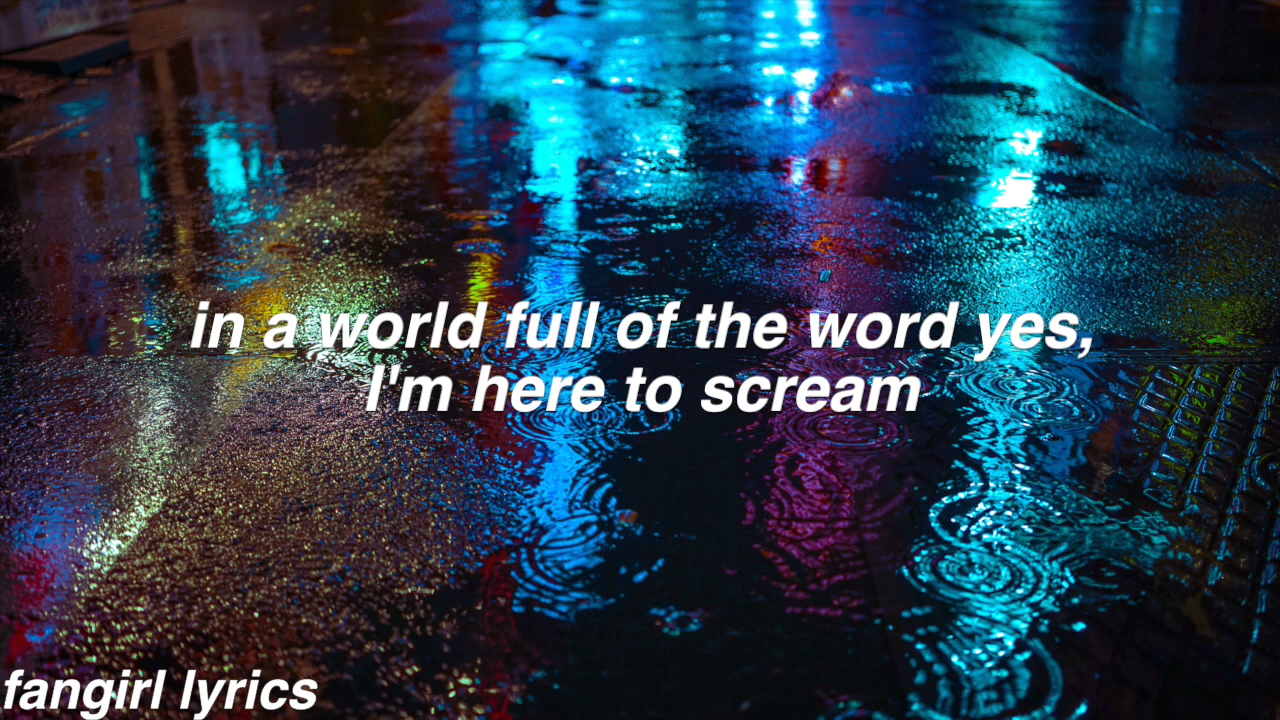 in a world full of the word yes,
I'm here to scream
fangirl lyrics